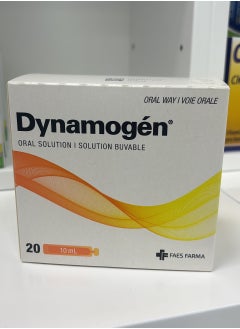 ORAL WAY / VOIE ORALE
Dynamogén®
ORAL SOLUTION | SOLUTION BUVABLE
20 10 mL
FAES FARMA